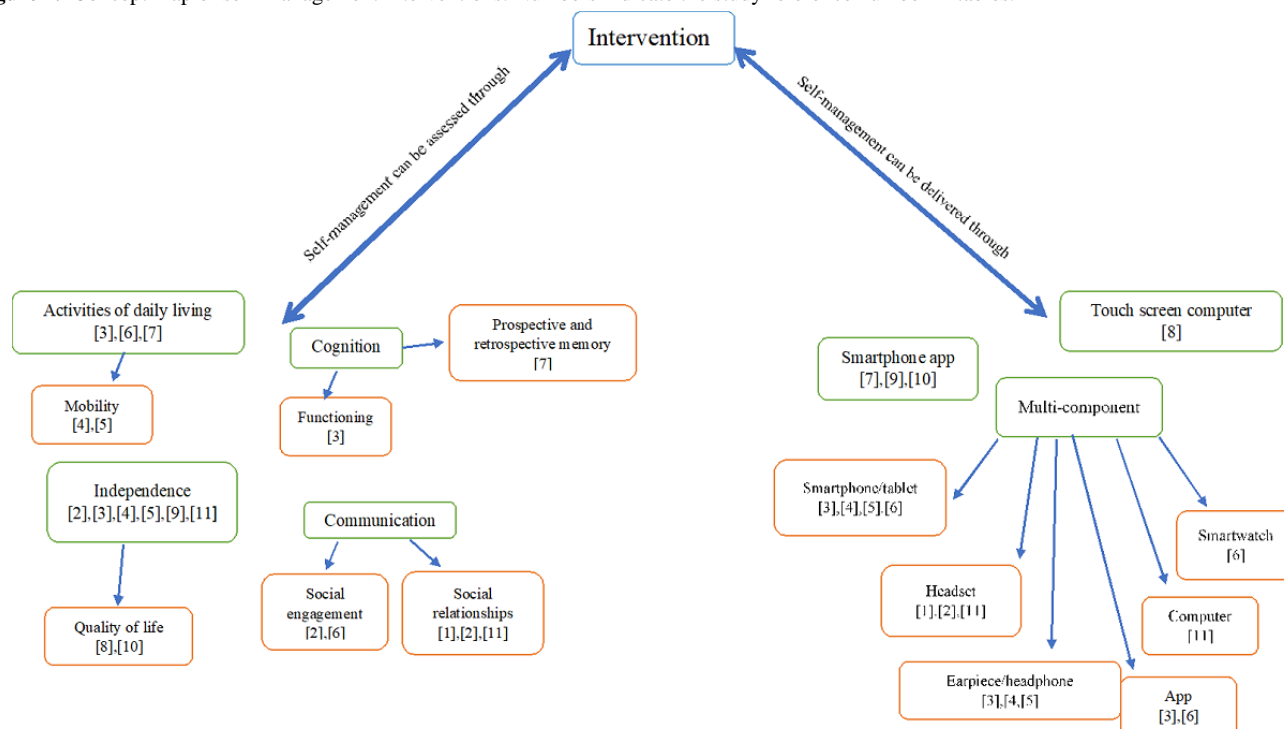 Intervention
Self-management can be assessed through
Self-management can be delivered through
Activities of daily living
[3],[6],[7]
Mobility
[4],[5]
Independence
[2],[3],[4],[5],[9],[11]
Quality of life
[8],[10]
Cognition
Prospective and
retrospective memory
[7]
Functioning
[3]
Communication
Social
engagement
[2],[6]
Social
relationships
[1],[2],[11]
Touch screen computer
[8]
Smartphone app
[7],[9],[10]
Multi-component
Smartphone/tablet
[3],[4],[5].[6]
Headset
[1].[2],[11]
Earpiece/headphone
[3],[4,[5]
App
[3],[6]
Computer
[11]
Smartwatch
[6]